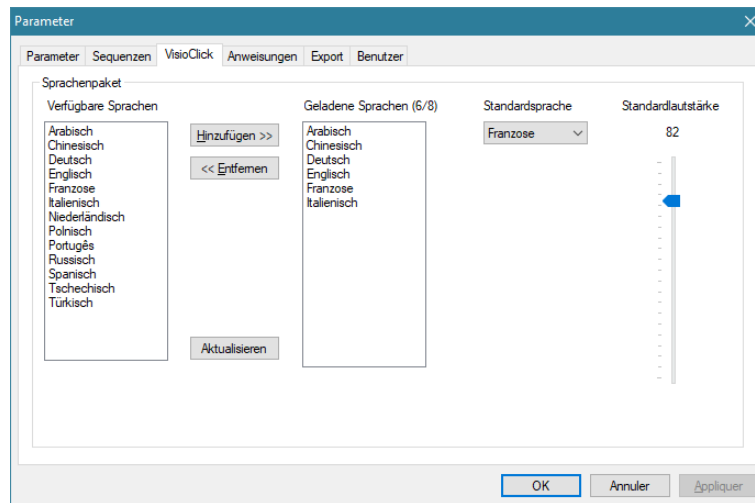 Parameter
Parameter Sequenzen VisioClick Anweisungen Export Benutzer
Sprachenpaket
Verfügbare Sprachen
Arabisch
Chinesisch
Deutsch
Englisch
Franzose
Italienisch
Niederländisch
Polnisch
Portugês
Russisch
Spanisch
Tschechisch
Türkisch
Hinzufügen >>
<< Entfernen
Aktualisieren
Geladene Sprachen (6/8)
Arabisch
Chinesisch
Deutsch
Englisch
Franzose
Italienisch
Standardsprache
Franzose
Standardlautstärke
82
OK Annuler Appliquer